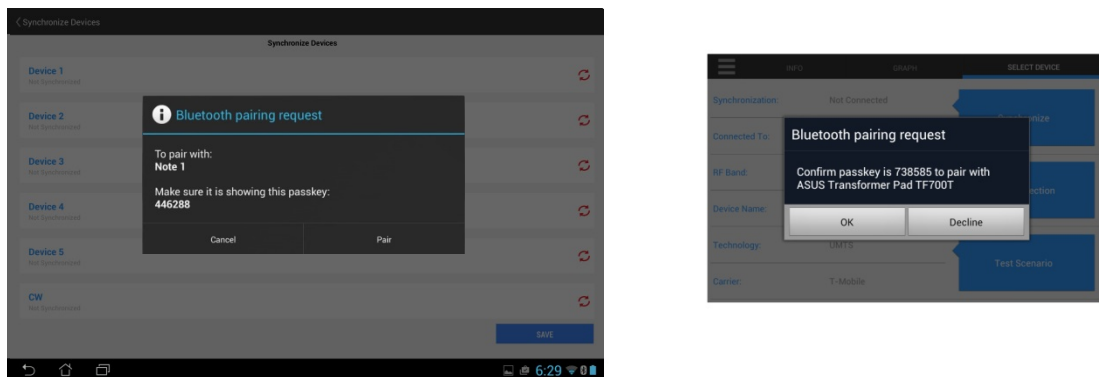 Synchronize Devices
Synchronize Devices
Device 1
Not Synchronized
Device 2
Not Synchronized
Device 3
Not Synchronized
Device 4
Not Synchronized
Device 5
Not Synchronized
CW
Not Synchronized
Bluetooth pairing request
To pair with:
Note 1
Make sure it is showing this passkey:
446288
Cancel Pair
SAVE
6:29
INFO GRAPH SELECT DEVICE
Synchronization: Not Connected
Connected To:
RF Band:
Device Name:
Technology: UMTS
Carrier: T-Mobile
Test Scenario
Bluetooth pairing request
Confirm passkey is 738585 to pair with
ASUS Transformer Pad TF700T
OK Decline